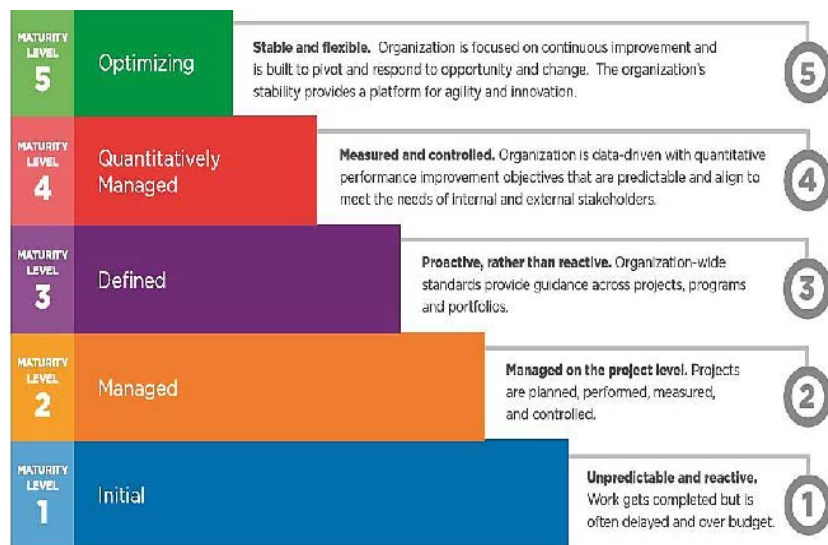 MATURITY
LEVEL
5
Optimizing
Stable and flexible. Organization is focused on continuous improvement and
is built to pivot and respond to opportunity and change. The organization's
stability provides a platform for agility and innovation.
5
MATURITY
LEVEL
4
Quantitatively
Managed
Measured and controlled. Organization is data-driven with quantitative
performance improvement objectives that are predictable and align to
meet the needs of internal and external stakeholders.
4
MATURITY
LEVEL
3
Defined
Proactive, rather than reactive. Organization-wide
standards provide guidance across projects, programs
and portfolios.
3
MATURITY
LEVEL
2
Managed
Managed on the project level. Projects
are planned, performed, measured,
and controlled.
2
MATURITY
LEVEL
1
Initial
Unpredictable and reactive.
Work gets completed but is
often delayed and over budget.
1